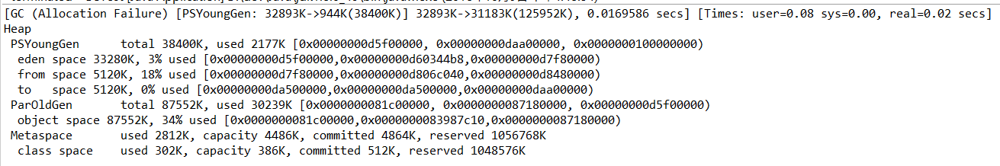 [GC (Allocation Failure) [PSYoungGen: 32893K->944K(38400K)] 32893K->31183K(125952K), 0.0169586 secs] [Times: user=0.08 sys=0.00, real=0.02 secs]
Heap
PSYoungGen total 38400K, used 2177K [0x00000000d5f00000, 0x00000000daa00000, 0x0000000100000000)
eden space 33280K, 3% used [0x00000000d5f00000,0x00000000d60344b8,0x00000000d7f80000)
from space 5120K, 18% used [0x00000000d7f80000,0x00000000d806c040,0x00000000d8480000)
to space 5120K, 0% used [0x00000000da500000,0x00000000da500000,0x00000000daa00000)
ParOldGen total 87552K, used 30239K [0x0000000081c00000, 0x0000000087180000, 0x00000000d5f00000)
object space 87552K, 34% used [0x0000000081c00000,0x0000000083987c10,0x0000000087180000)
Metaspace used 2812K, capacity 4486K, committed 4864K, reserved 1056768K
class space used 302K, capacity 386K, committed 512K, reserved 1048576K